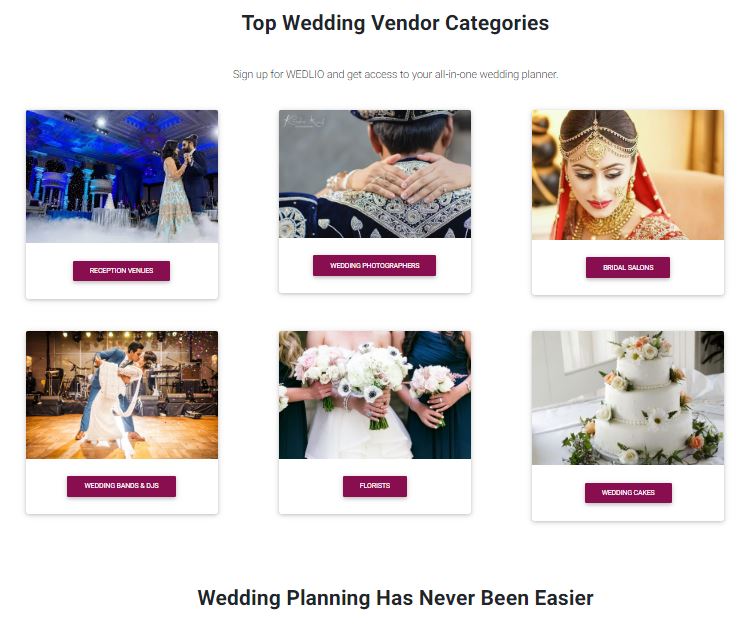 Top Wedding Vendor Categories
Sign up for WEDLIO and get access to your all-in-one wedding planner.
RECEPTION VENUES
WEDDING PHOTOGRAPHERS
BRIDAL SALONS
WEDDING BANDS & DJS
FLORISTS
WEDDING CAKES
Wedding Planning Has Never Been Easier